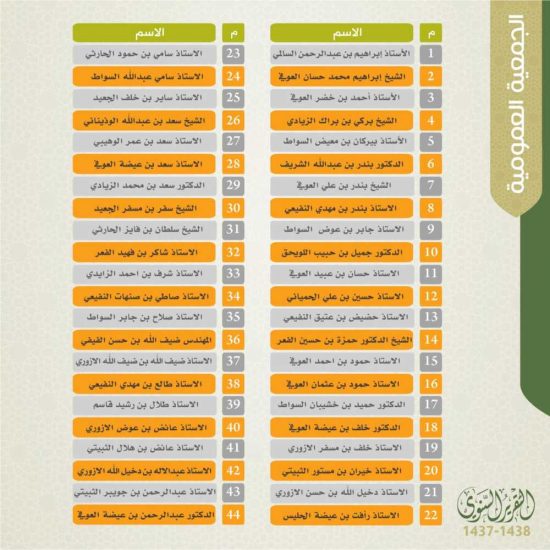 الجمعية العمومية
م الاسم
1 الأستاذ إبراهيم بن عبدالرحمن السالمي
2 الشيخ إبراهيم محمد حسان العوفي
3 الأستاذ أحمد بن خضر العوفي
4 الشيخ بركي بن براك الزيادي
5 الأستاذ بيركان بن معيض السواط
6 الدكتور بندر بن عبدالله الشريف
7 الشيخ بندر بن علي العوفي
8 الأستاذ بندر بن مهدي النفيعي
9 الأستاذ جابر بن عوض السواط
10 الدكتور جميل بن حبيب اللويحق
11 الأستاذ حسان بن عبيد العوفي
12 الأستاذ حسين بن علي الحمياني
13 الأستاذ حضيض بن عتيق النفيعي
14 الشيخ الدكتور حمزة بن حسين الفعر
15 الأستاذ حمود بن احمد العوفي
16 الأستاذ حمود بن عثمان العوفي
17 الدكتور حميد بن خشيبان السواط
18 الدكتور خلف بن عيضة العوفي
19 الاستاذ خلف بن مسفر الازوري
20 الاستاذ خيران بن مستور الثبيتي
21 الاستاذ دخيل الله بن حسن الازوري
22 الاستاذ رأفت بن عيضة الحليس
م الاسم
23 الاستاذ سامي بن حمود الحارثي
24 الاستاذ سامي عبدالله السواط
25 الاستاذ ساير بن خلف الجعيد
26 الشيخ سعد بن عبدالله الوذيناني
27 الاستاذ سعد بن عمر الوهيبي
28 الاستاذ سعد بن عيضة العوفي
29 الدكتور سعد بن محمد الزيادي
30 الشيخ سفر بن مسفر الجعيد
31 الشيخ سلطان بن فايز الحارثي
32 الاستاذ شاكر بن فهيد الفعر
33 الاستاذ شرف بن احمد الزايدي
34 الاستاذ صاطي بن سنهات النفيعي
35 الاستاذ صلاح بن جابر السواط
36 المهندس ضيف الله بن حسن الفيفي
37 الاستاذ ضيف الله بن ضيف الله الازوري
38 الاستاذ طالع بن مهدي النفيعي
39 الاستاذ طلال بن رشيد قاسم
40 الاستاذ عائض بن عوض الازوري
41 الاستاذ عائض بن هلال الثبيتي
42 الاستاذ عبدالاله بن دخيل الله الازوري
43 الاستاذ عبدالرحمن بن جويبر الثبيتي
44 الدكتور عبدالرحمن بن عيضة العوفي
التقرير السنوي
1437-1438